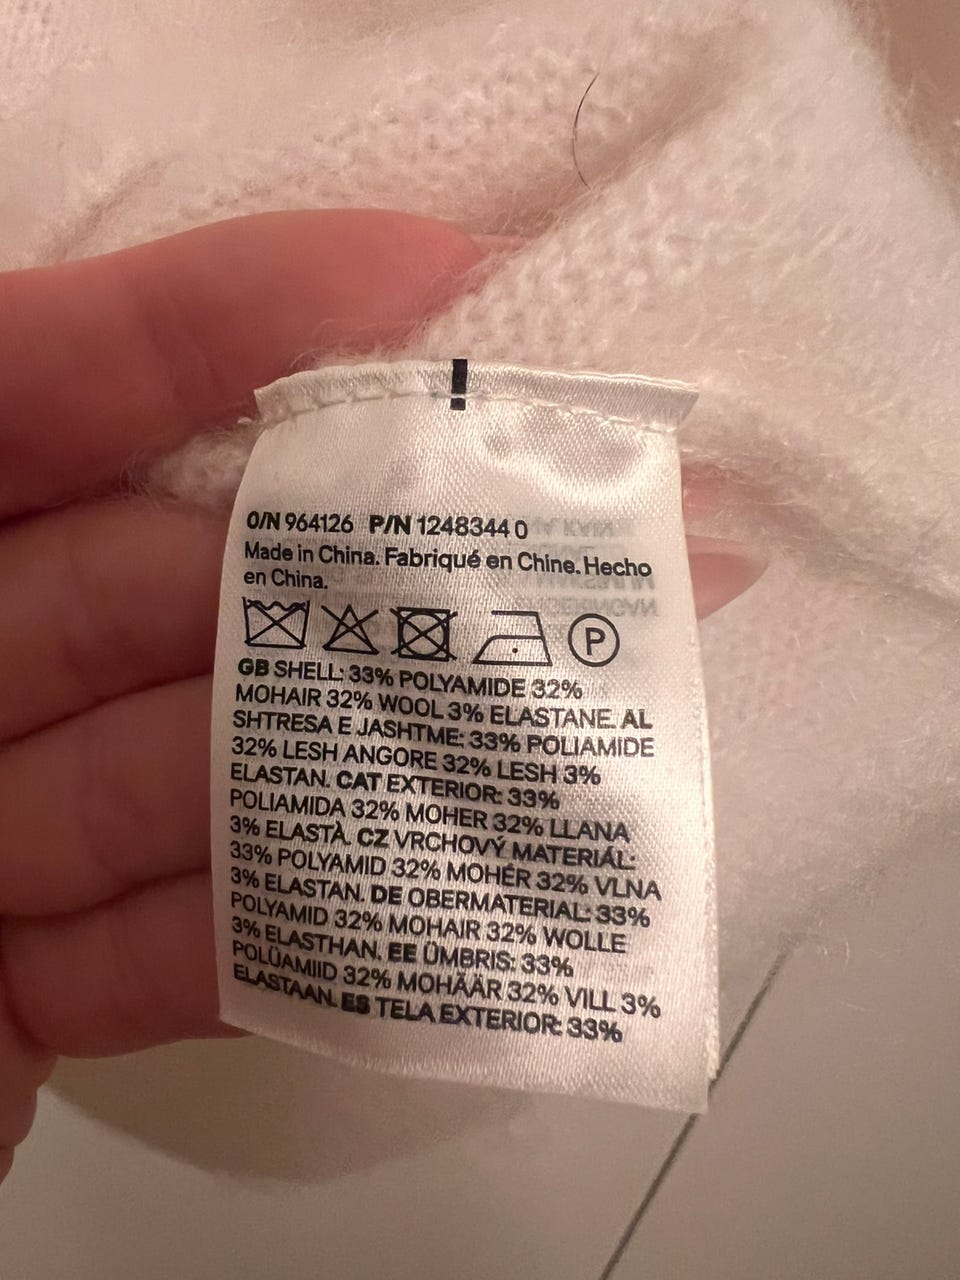 O/N 964126 P/N 1248344 0
Made in China. Fabriqué en Chine. Hecho
en China.
P
GB SHELL: 33% POLYAMIDE 32%
MOHAIR 32% WOOL 3% ELASTANE. AL
SHTRESA E JASHTME: 33% POLIAMIDE
32% LESH ANGORE 32% LESH 3%
ELASTAN. CAT EXTERIOR: 33%
POLIAMIDA 32% MOHER 32% LLANA
3% ELASTÀ. CZ VRCHOVÝ MATERIÁL:
33% POLYAMID 32% MOHÉR 32% VLNA
3% ELASTAN. DE OBERMATERIAL: 33%
POLYAMID 32% MOHAIR 32% WOLLE
3% ELASTHAN. EE ÜMBRIS: 33%
POLÜAMIID 32% MOHÄÄR 32% VILL 3%
ELASTAAN. ES TELA EXTERIOR: 33%